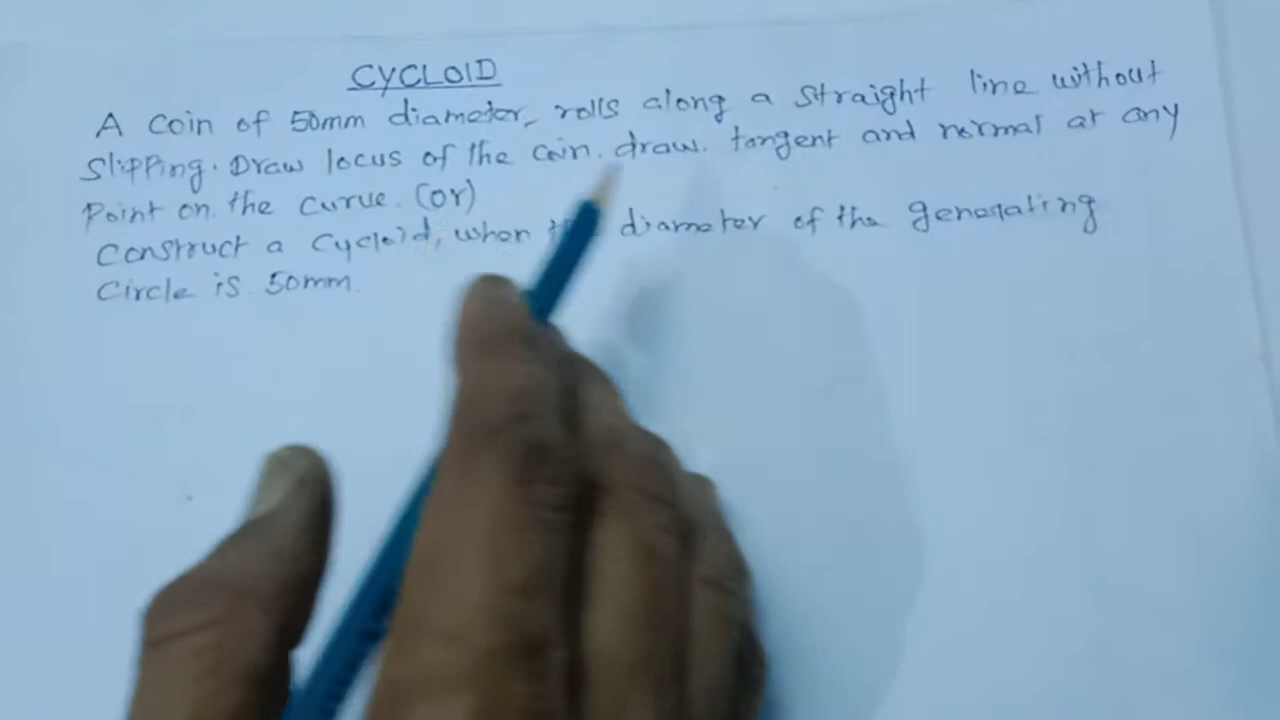 CYCLOID
A Coin of 50mm diameter, rolls along a straight line without
Slipping. Draw locus of the coin. draw. tangent and normal at any
Point on the curve. (or)
Construct a Cycloid, when diameter of the generating
Circle is 50mm.